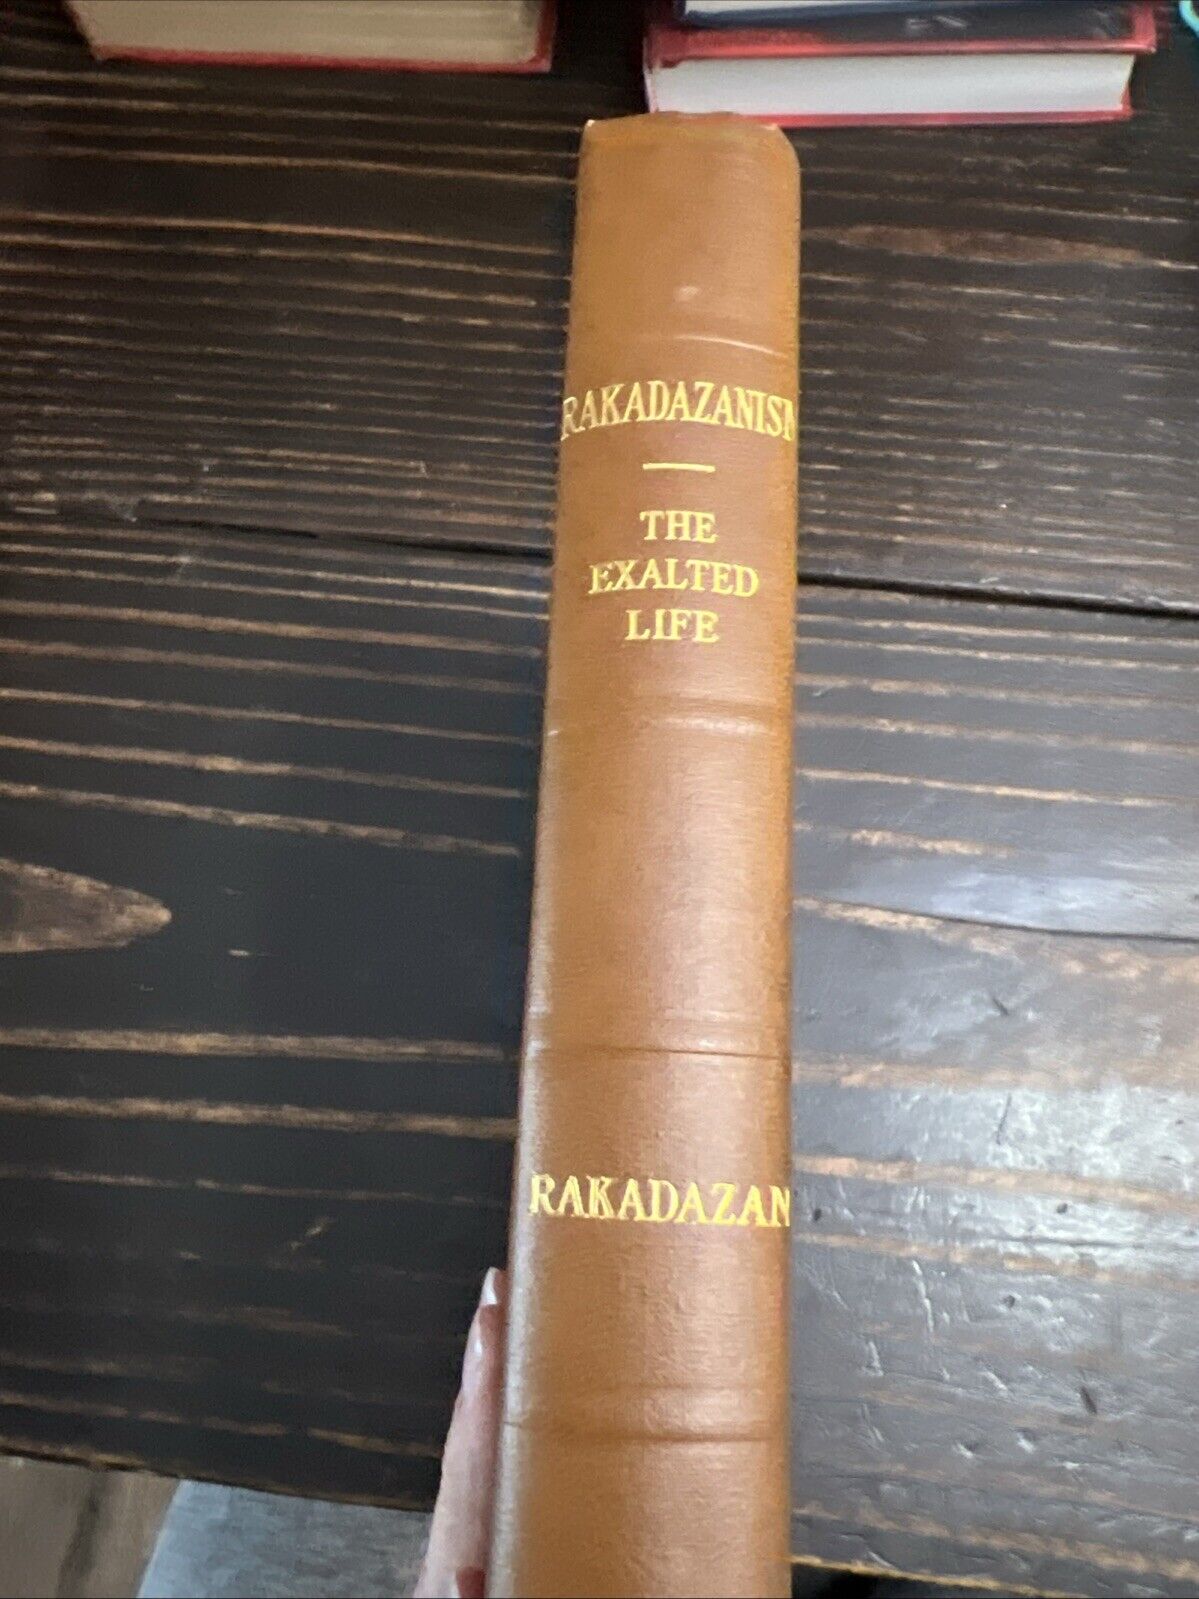 RAKADAZANISM
THE
EXALTED
LIFE
RAKADAZAN